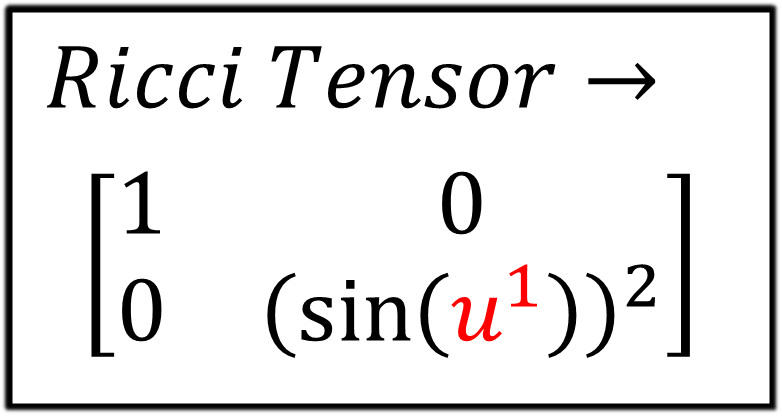 Ricci Tensor →
[1 0
0 (sin(u¹))²]